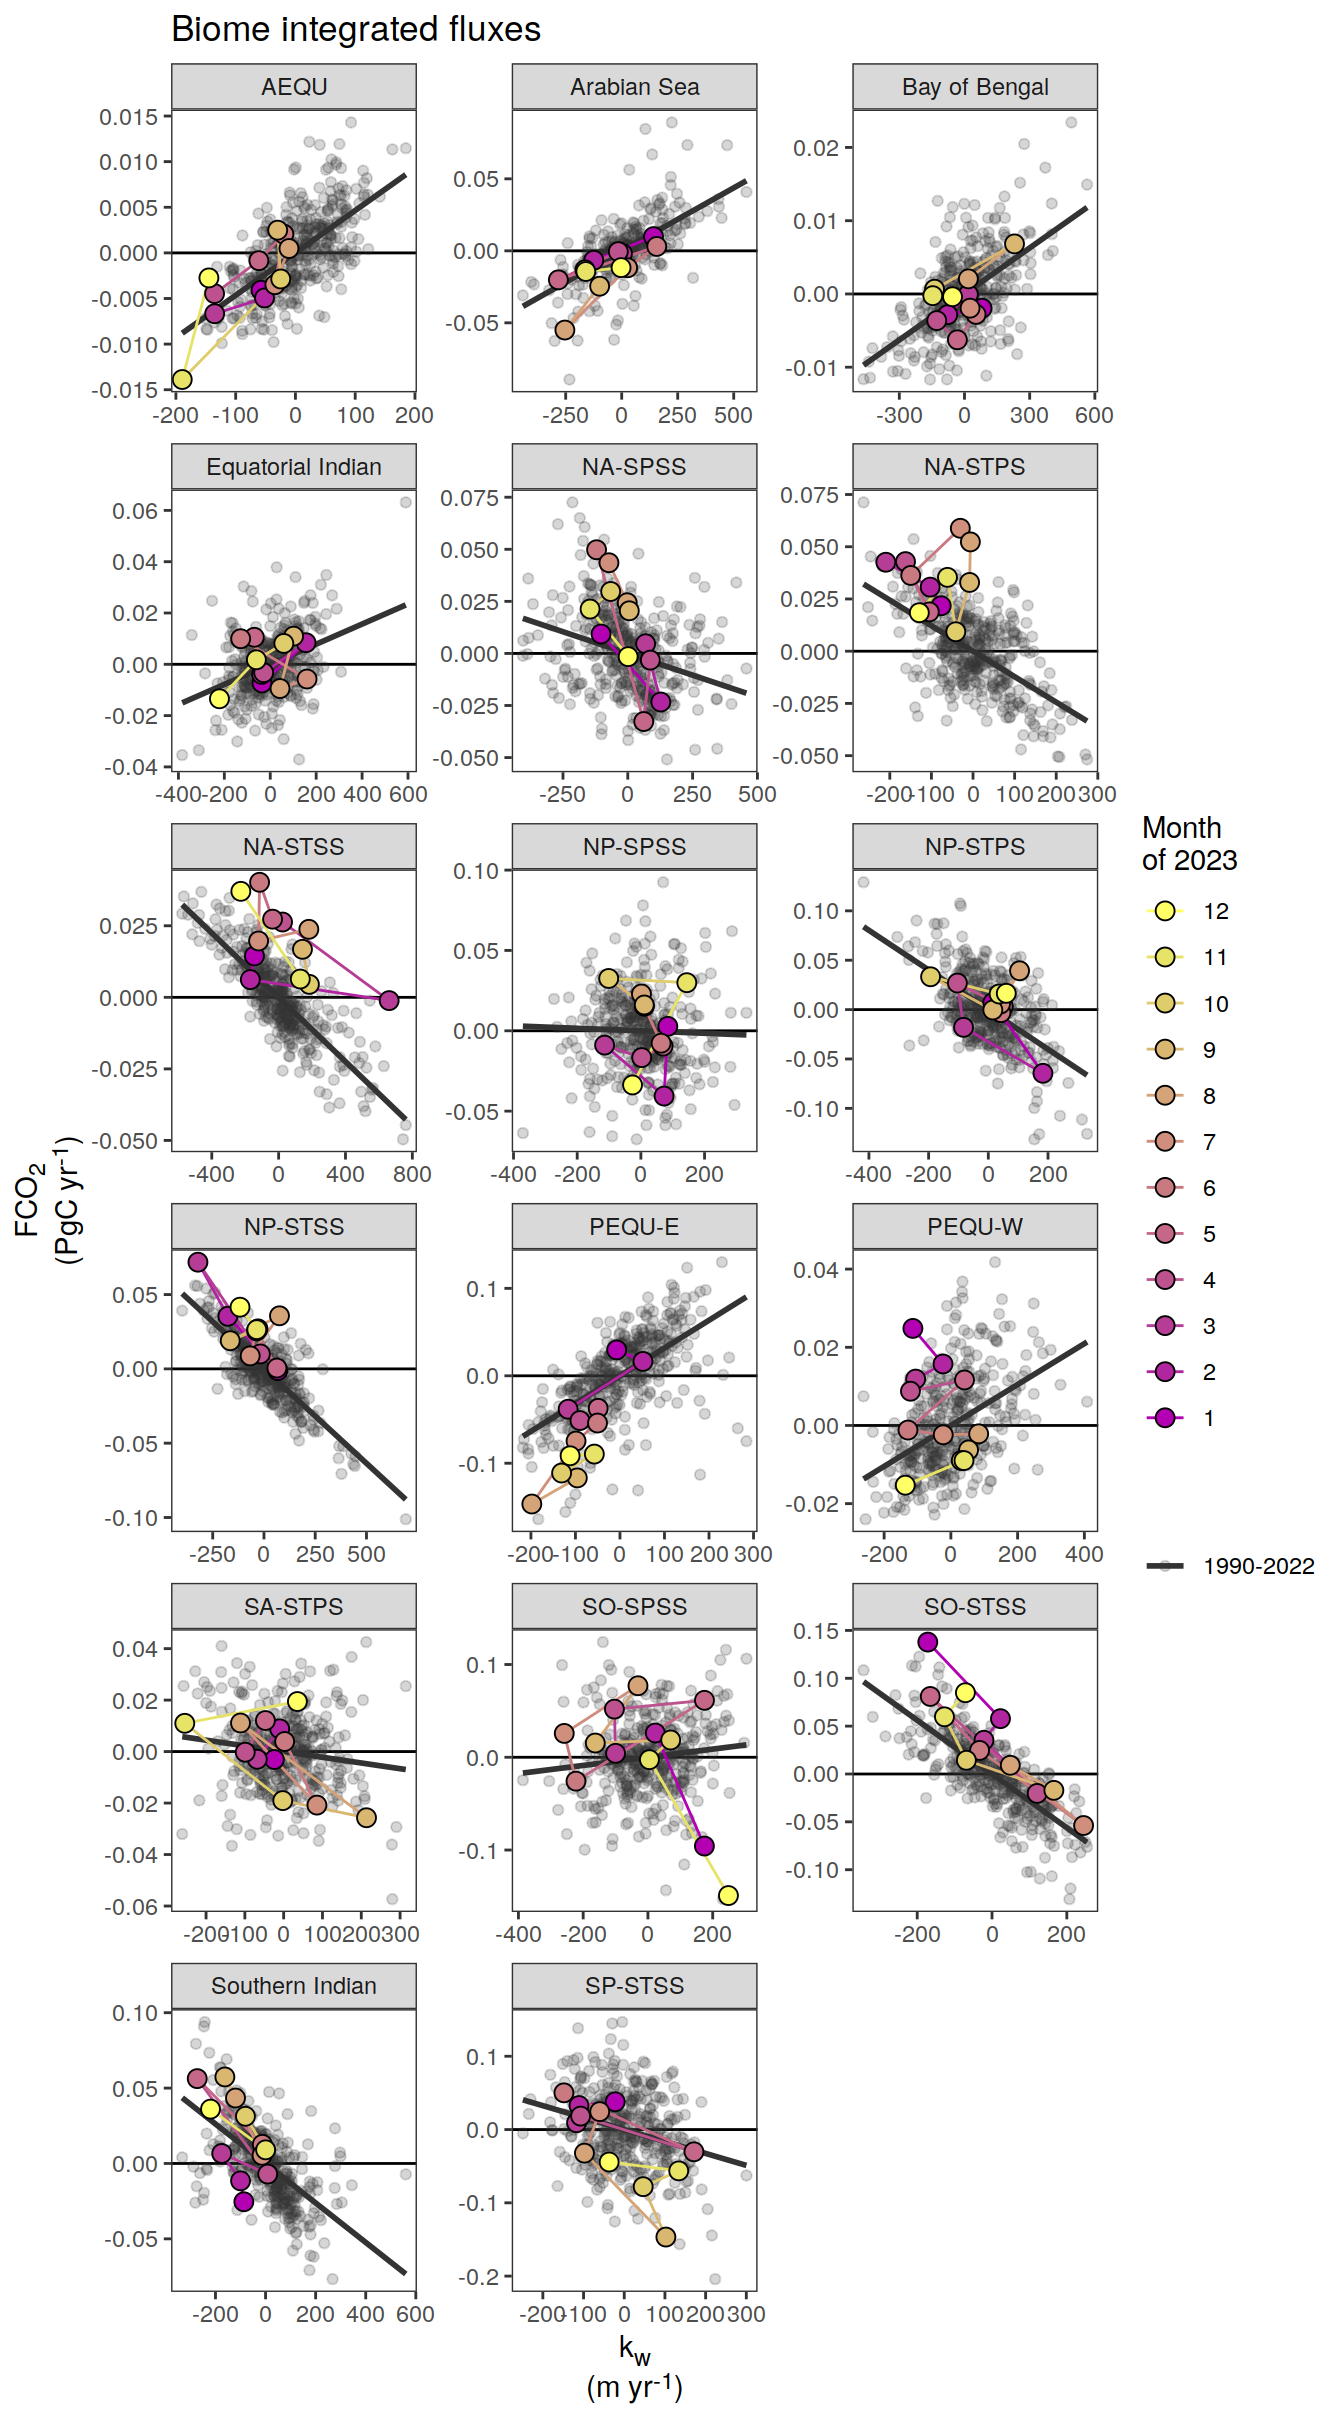 Biome integrated fluxes
AEQU
Arabian Sea
Bay of Bengal
0.015
0.010
0.005
0.000
-0.005
-0.010
-0.015
0.05
0.00
-0.05
0.02
0.01
0.00
-0.01
-200 -100 0 100 200
-250 0 250 500
-300 0 300 600
Equatorial Indian
NA-SPSS
NA-STPS
0.06
0.04
0.02
0.00
-0.02
-0.04
0.075
0.050
0.025
0.000
-0.025
-0.050
0.075
0.050
0.025
0.000
-0.025
-0.050
-400 -200 0 200 400 600
-250 0 250 500
-200 -100 0 100 200 300
NA-STSS
NP-SPSS
NP-STPS
0.025
0.000
-0.025
-0.050
0.10
0.05
0.00
-0.05
0.10
0.05
0.00
-0.05
-0.10
-400 0 400 800
-400 -200 0 200
-400 -200 0 200
NP-STSS
PEQU-E
PEQU-W
0.05
0.00
-0.05
-0.10
0.1
0.0
-0.1
0.04
0.02
0.00
-0.02
-250 0 250 500
-200 -100 0 100 200 300
-200 0 200 400
SA-STPS
SO-SPSS
SO-STSS
0.04
0.02
0.00
-0.02
-0.04
-0.06
0.1
0.0
-0.1
0.15
0.10
0.05
0.00
-0.05
-0.10
-200 -100 0 100 200 300
-400 -200 0 200
-200 0 200
Southern Indian
SP-STSS
0.10
0.05
0.00
-0.05
0.1
0.0
-0.1
-0.2
-200 0 200 400 600
-200 -100 0 100 200 300
FCO2
(PgC yr-1)
kw
(m yr-1)
Month
of 2023
12
11
10
9
8
7
6
5
4
3
2
1
1990-2022